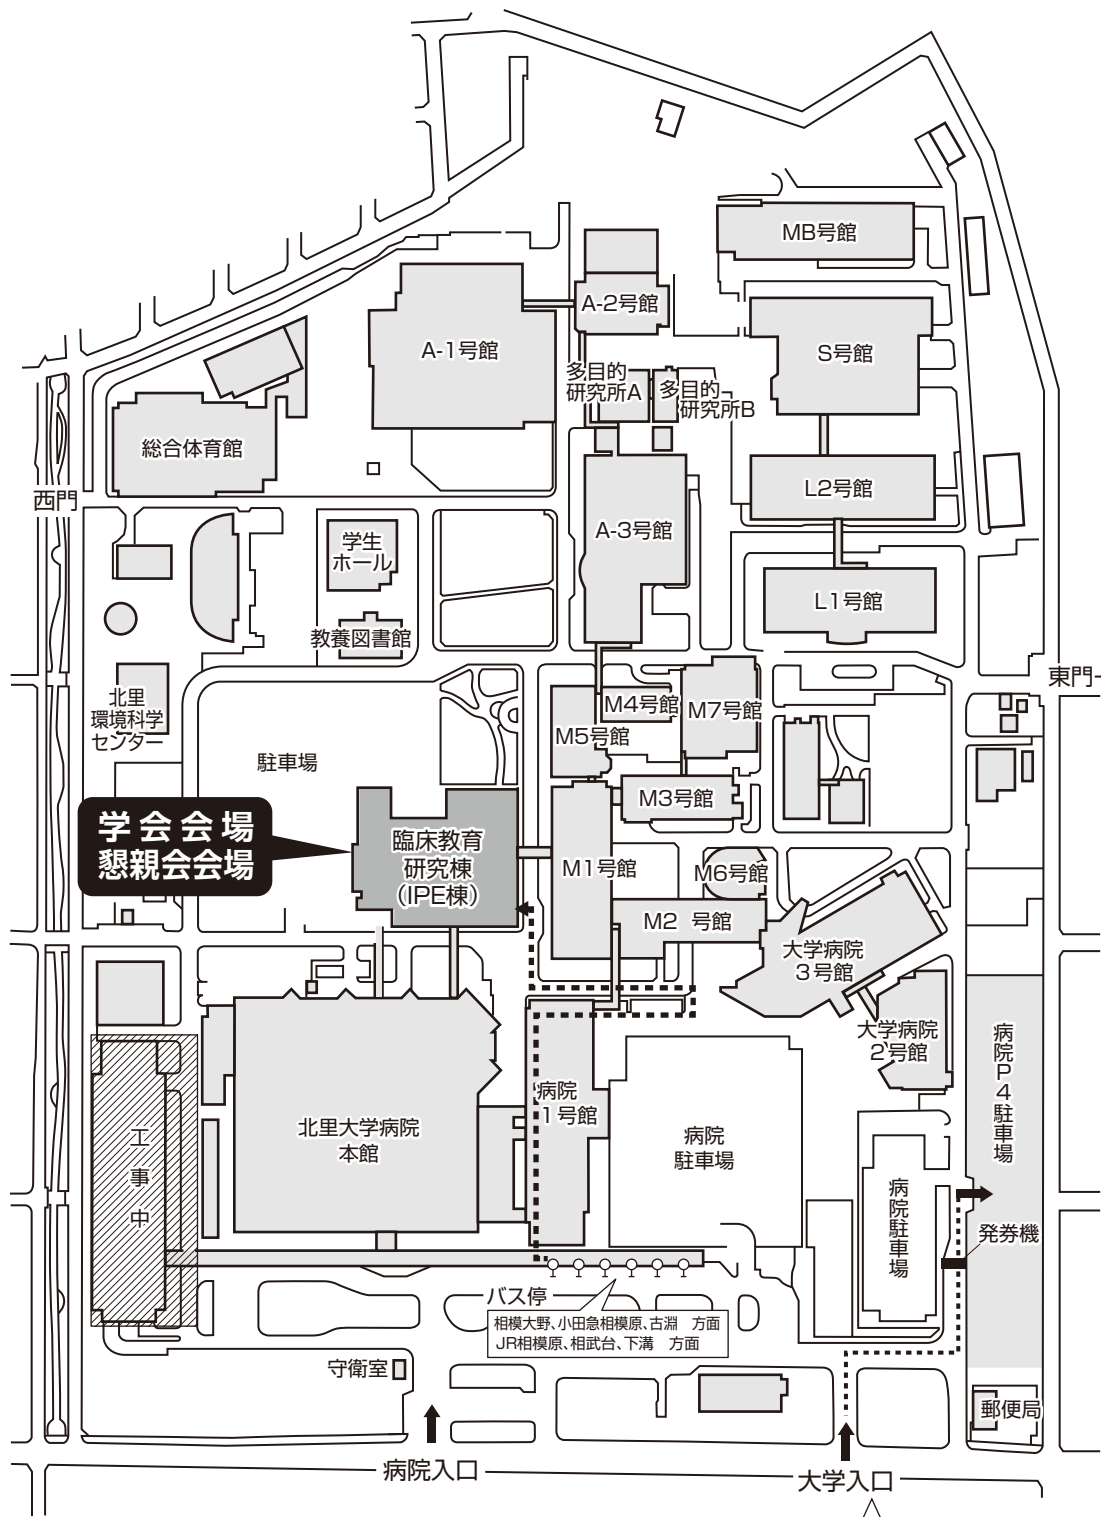 MB号館
A-2号館
A-1号館
S号館
多目的
研究所A
多目的
研究所B
総合体育館
L2号館
西門
A-3号館
学生
ホール
L1号館
教養図書館
東門
北里
環境科学
センター
M4号館
M7号館
M5号館
駐車場
M3号館
学会会場
懇親会会場
臨床教育
研究棟
（IPE棟）
M1号館
M6号館
M2 号館
大学病院
3号館
大学病院
2号館
病院P4駐車場
病院
1号館
北里大学病院
本館
工事中
病院
駐車場
病院駐車場
発券機
バス停
相模大野、小田急相模原、古淵 方面
JR相模原、相武台、下溝 方面
守衛室
郵便局
病院入口
大学入口